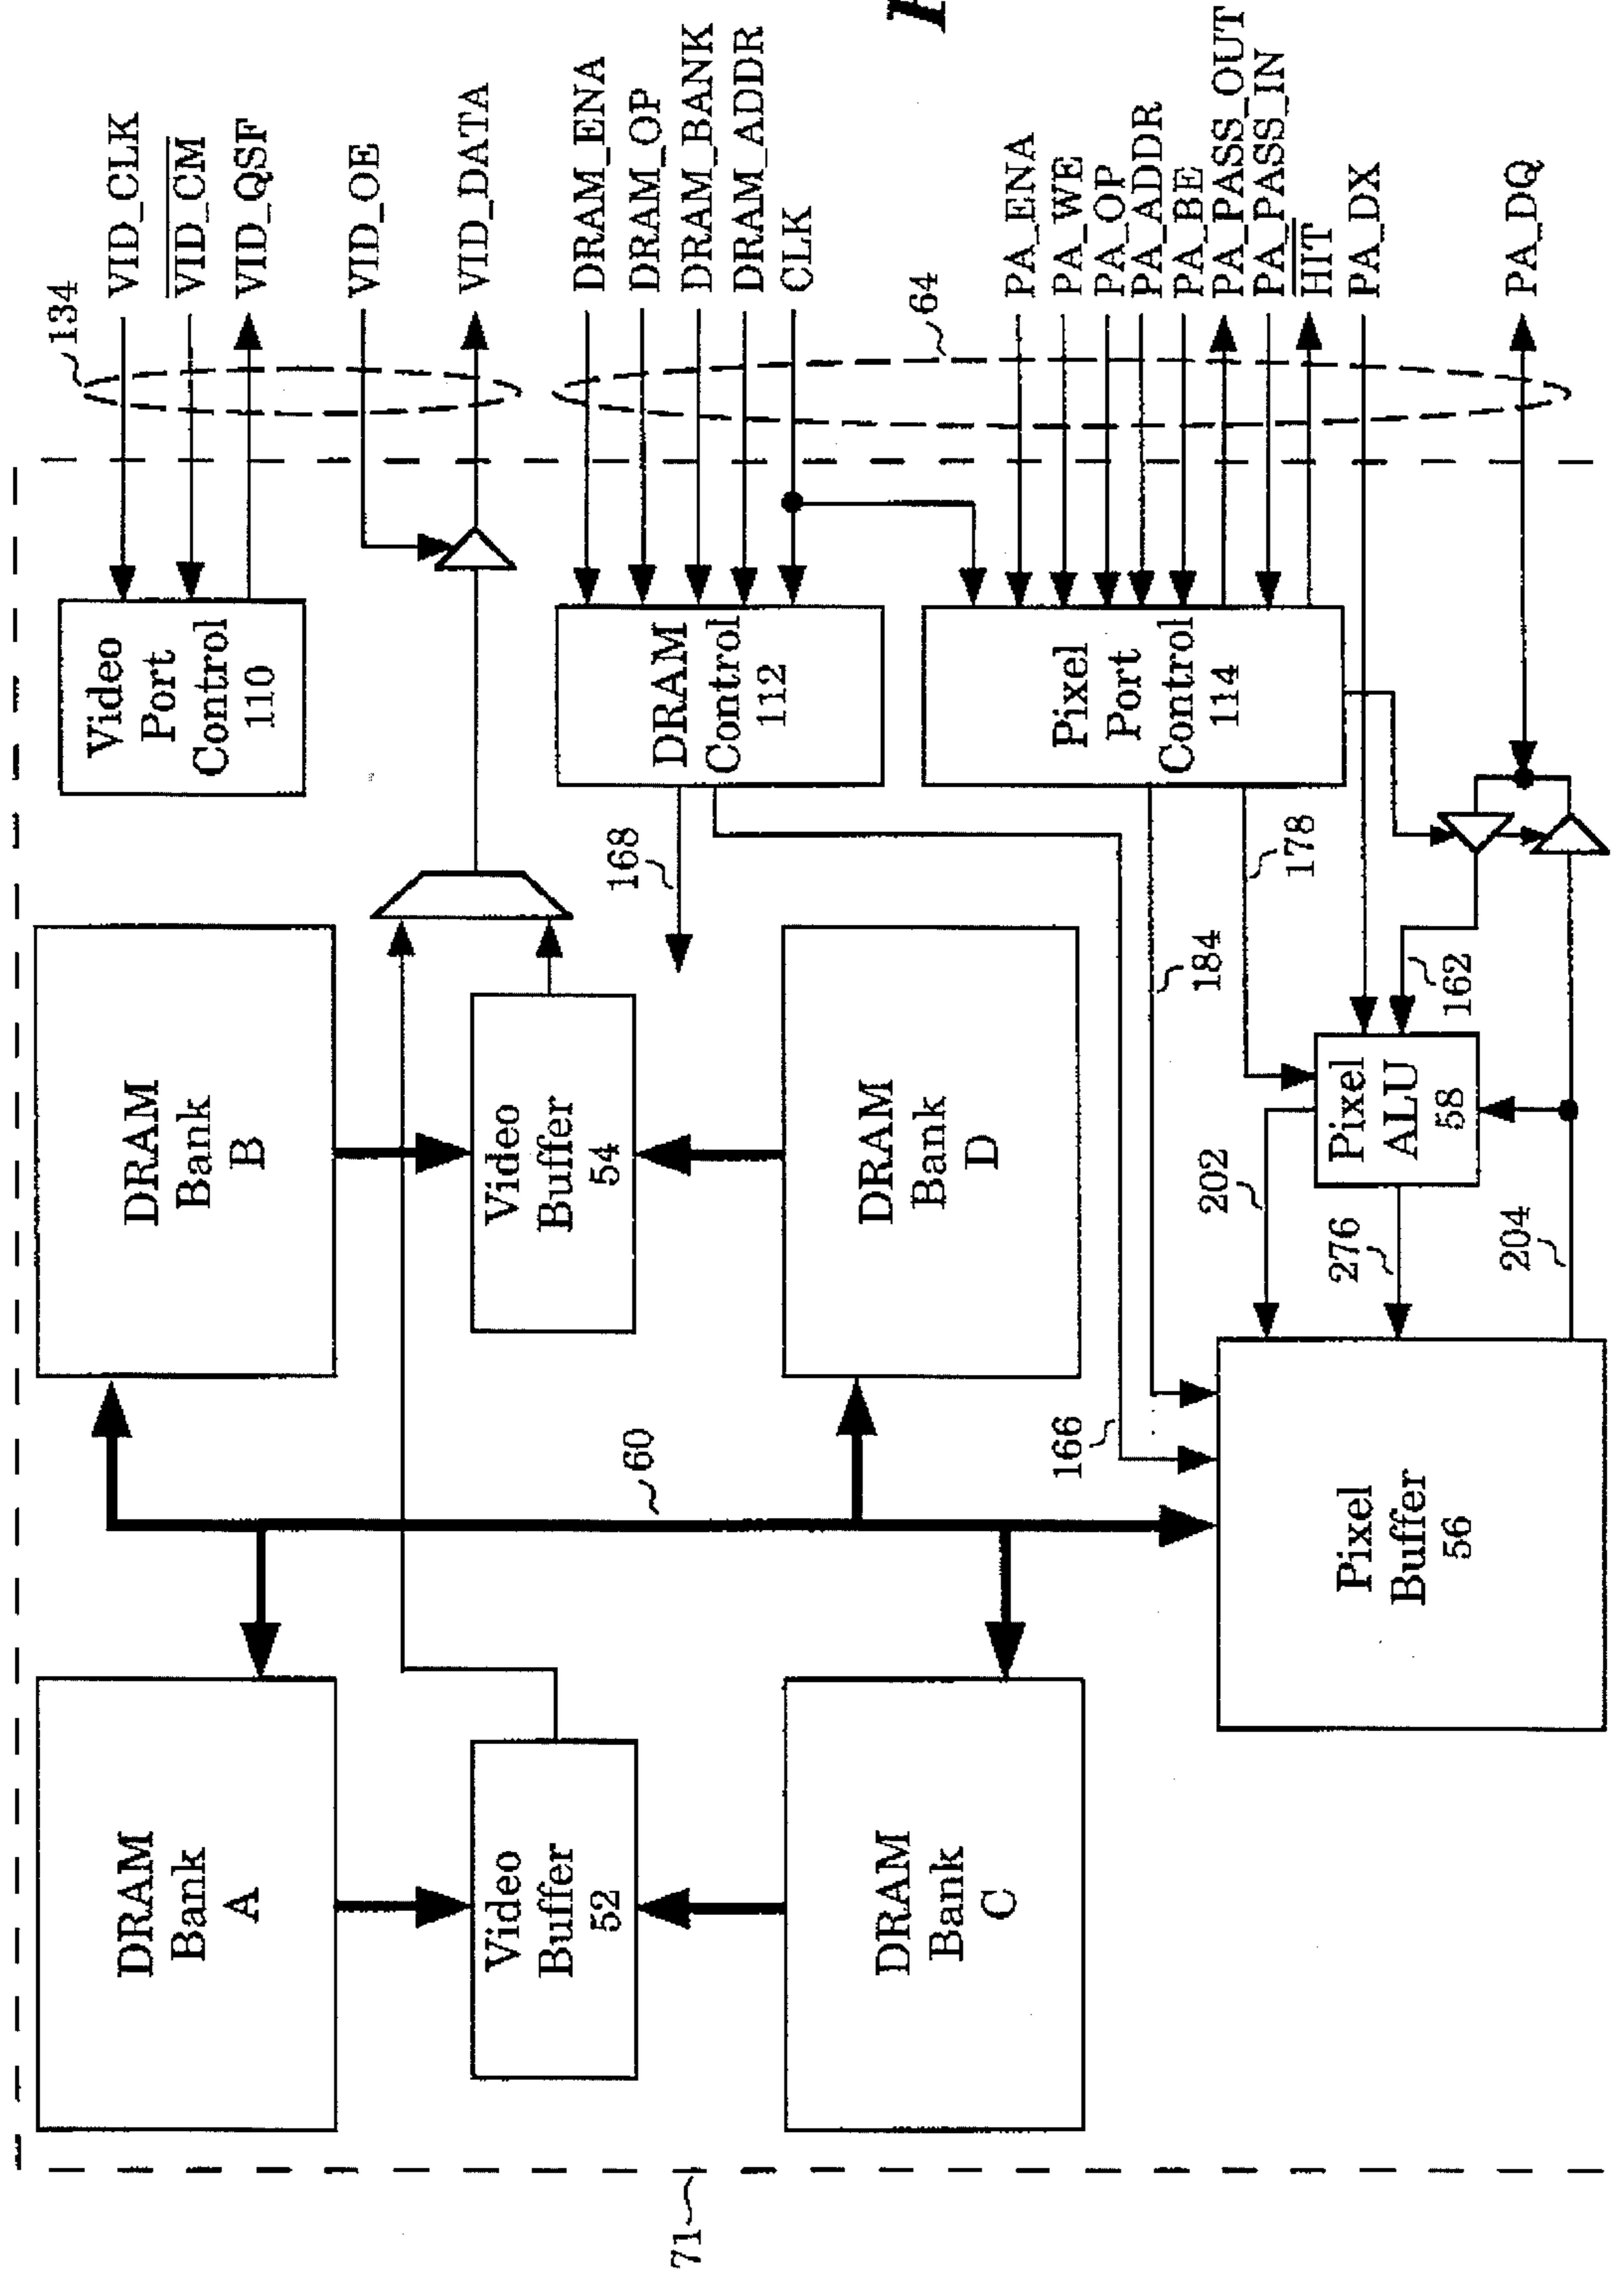 71
DRAM
Bank
A
DRAM
Bank
B
Video
Port
Control
110
134
VID_CLK
VID_CM
VID_QSF
VID_OE
VID_DATA
Video
Buffer
52
Video
Buffer
54
60
168
DRAM
Control
112
DRAM_ENA
DRAM_OP
DRAM_BANK
DRAM_ADDR
CLK
DRAM
Bank
C
DRAM
Bank
D
64
Pixel
Port
Control
114
PA_ENA
PA_WE
PA_OP
PA_ADDR
PA_BE
PA_PASS_OUT
PA_PASS_IN
HIT
PA_DX
PA_DQ
166
184
178
202
276
204
162
Pixel
ALU
58
Pixel
Buffer
56